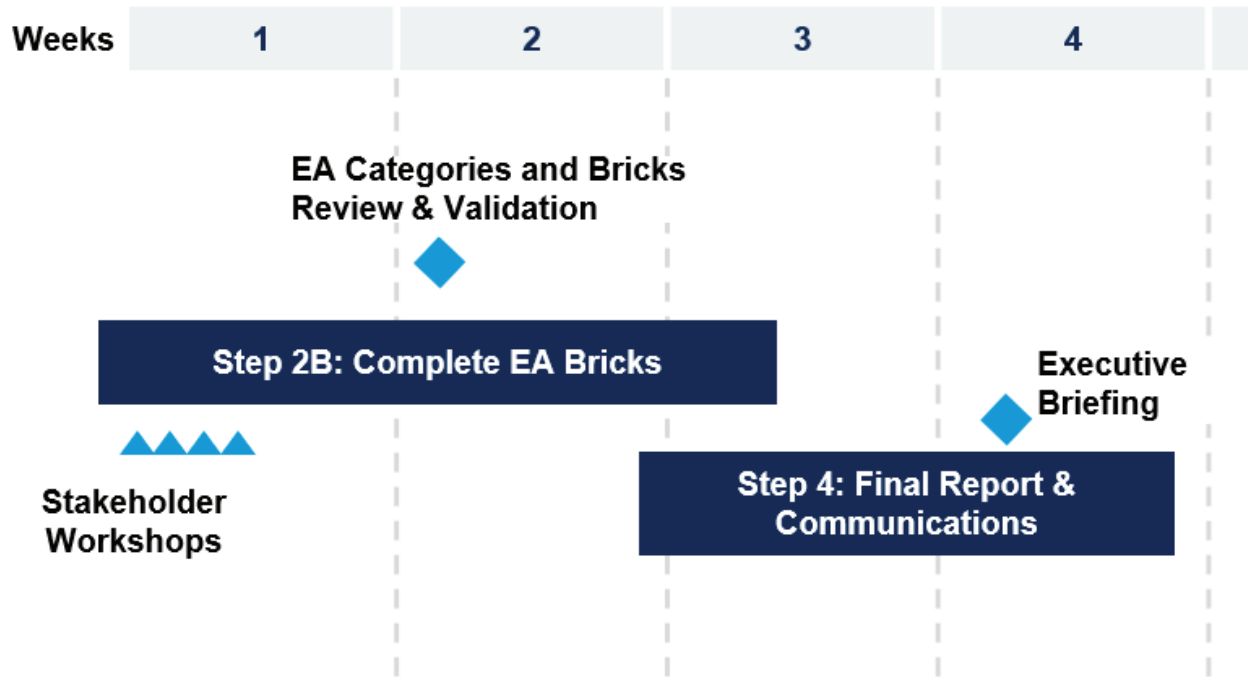 Weeks 1 2 3 4
EA Categories and Bricks
Review & Validation
Step 2B: Complete EA Bricks
Executive
Briefing
Stakeholder
Workshops
Step 4: Final Report &
Communications